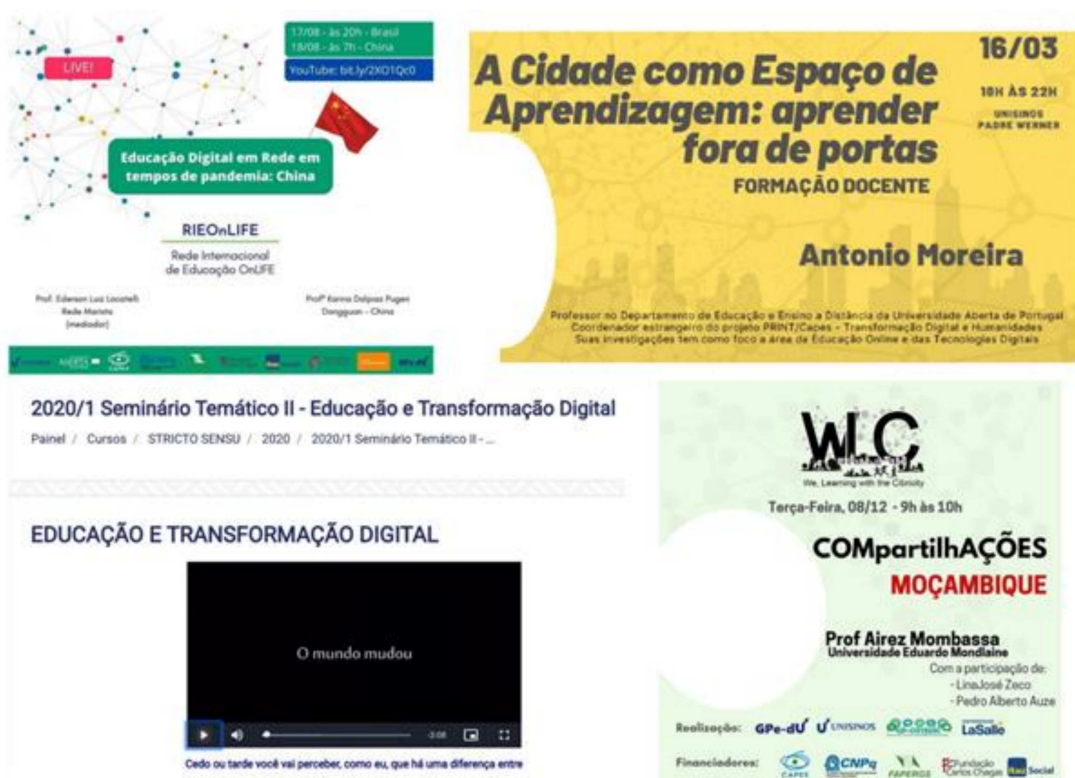 LIVE!
17/08 - às 20h - Brasil
18/08 - às 7h - China
YouTube: bit.ly/2XO1Qc0
Educação Digital em Rede em
tempos de pandemia: China
RIEOnLIFE
Rede Internacional
de Educação OnLIFE
Prof. Ederson Luiz Locatelli
Rede Marista
(mediador)
Profª Karina Dalpraz Pugen
Dongguan - China
A Cidade como Espaço de
Aprendizagem: aprender
fora de portas
FORMAÇÃO DOCENTE
Antonio Moreira
16/03
UNISINOS
PADRE WERNER
Professor no Departamento de Educação e Ensino a Distância da Universidade Aberta de Portugal
Coordenador estrangeiro do projeto PRINT/Capes - Transformação Digital e Humanidades
Suas investigações tem como foco a área da Educação Online e das Tecnologias Digitais
2020/1 Seminário Temático II - Educação e Transformação Digital
Painel / Cursos / STRICTO SENSU / 2020 / 2020/1 Seminário Temático II - ...
EDUCAÇÃO E TRANSFORMAÇÃO DIGITAL
O mundo mudou
-3:08
Cedo ou tarde você vai perceber, como eu, que há uma diferença entre
WLC
We, Learning with the Cibricity
Terça-Feira, 08/12 - 9h às 10h
COMpartilhAÇÕES
MOÇAMBIQUE
Prof Airez Mombassa
Universidade Eduardo Mondlaine
Com a participação de:
- LinaJosé Zeco
- Pedro Alberto Auze
Realização: GPe-dU UNISINOS LaSalle
Financiadores: CAPES CNPq FAPERGS Fundação Carlos Chagas Itaú Social